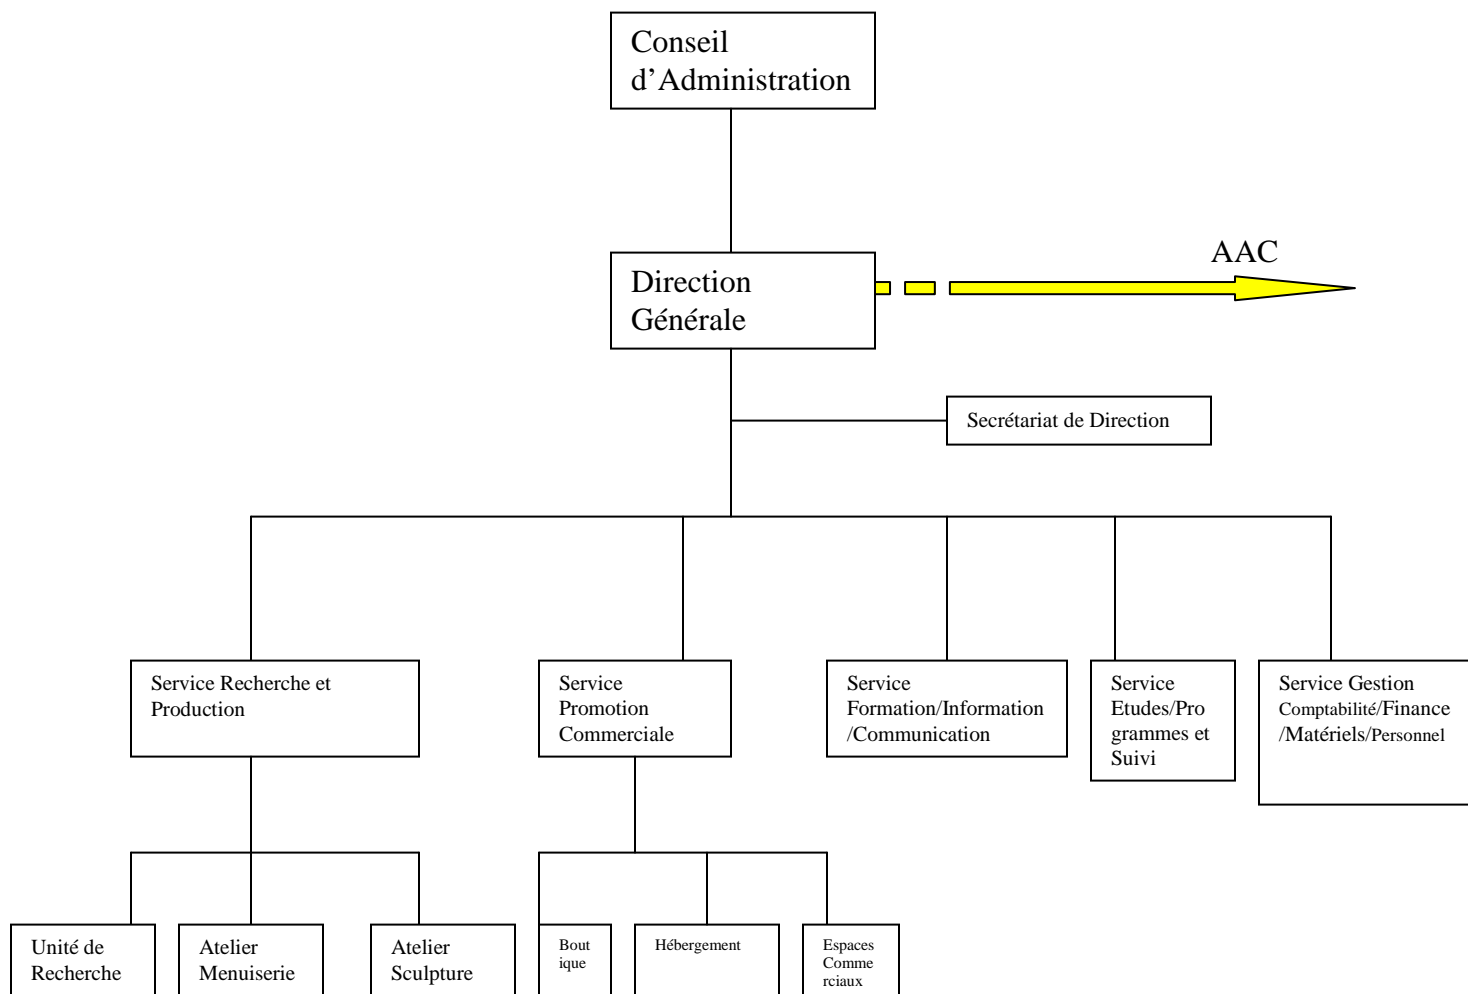 Conseil
d’Administration
AAC
Direction
Générale
Secrétariat de Direction
Service Recherche et
Production
Service
Promotion
Commerciale
Service
Formation/Information
/Communication
Service
Etudes/Pro
grammes et
Suivi
Service Gestion
Comptabilité/Finance
/Matériels/Personnel
Unité de
Recherche
Atelier
Menuiserie
Atelier
Sculpture
Bout
ique
Hébergement
Espaces
Comme
rciaux